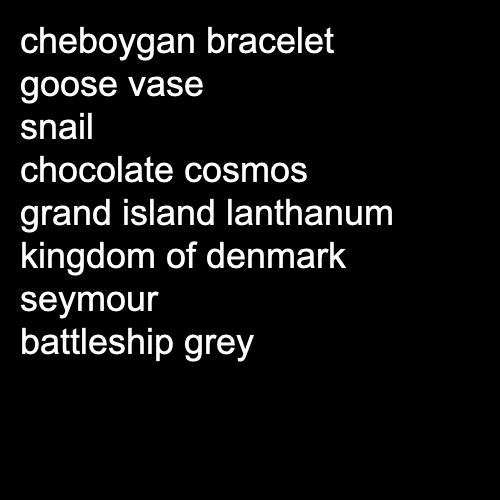 cheboygan bracelet
goose vase
snail
chocolate cosmos
grand island lanthanum
kingdom of denmark
seymour
battleship grey